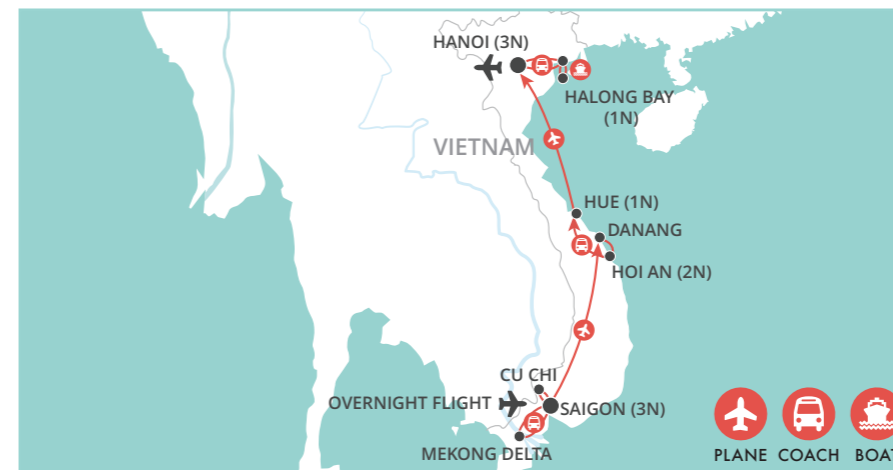 HANOI (3N)
HALONG BAY
(1N)
VIETNAM
HUE (1N)
DANANG
HOI AN (2N)
CU CHI
OVERNIGHT FLIGHT
SAIGON (3N)
MEKONG DELTA
PLANE COACH BOAT